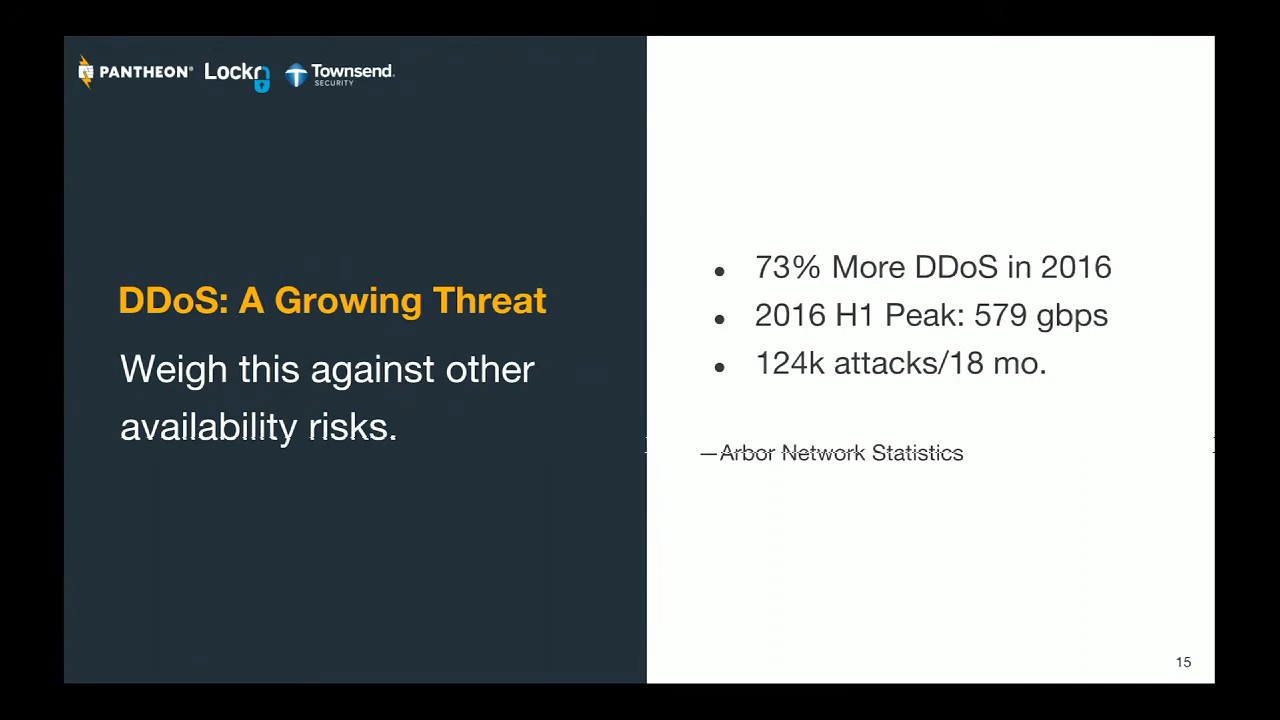 PANTHEON® Lockr Townsend® SECURITY
DDoS: A Growing Threat
Weigh this against other
availability risks.
• 73% More DDoS in 2016
• 2016 H1 Peak: 579 gbps
• 124k attacks/18 mo.
—Arbor Network Statistics
15